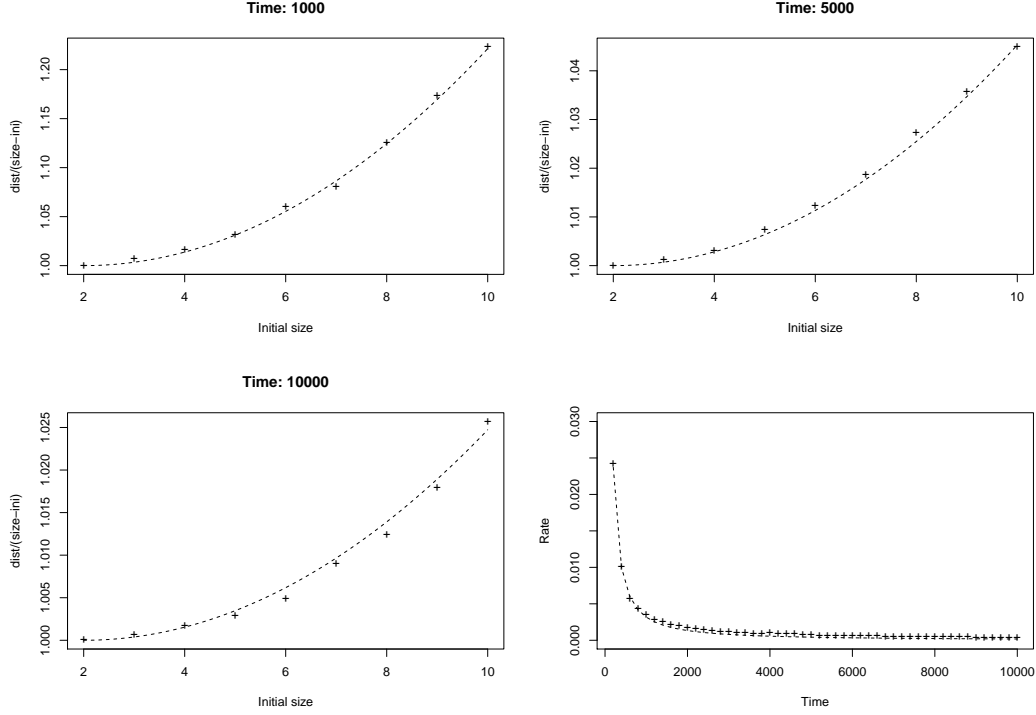 Time: 1000
dist/(size−ini)
1.00 1.05 1.10 1.15 1.20
2 4 6 8 10
Initial size
Time: 5000
dist/(size−ini)
1.00 1.01 1.02 1.03 1.04
2 4 6 8 10
Initial size
Time: 10000
dist/(size−ini)
1.000 1.005 1.010 1.015 1.020 1.025
2 4 6 8 10
Initial size
Rate
0.000 0.010 0.020 0.030
0 2000 4000 6000 8000 10000
Time